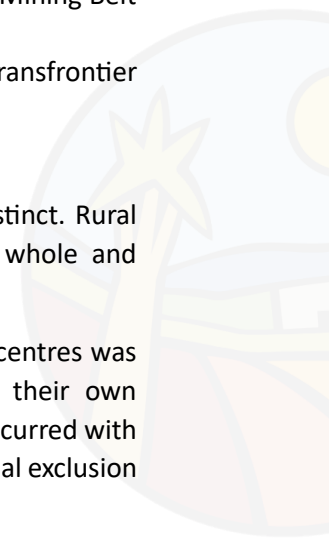 Mining Belt
ransfrontier
stinct. Rural
whole and
centres was
their own
curred with
al exclusion